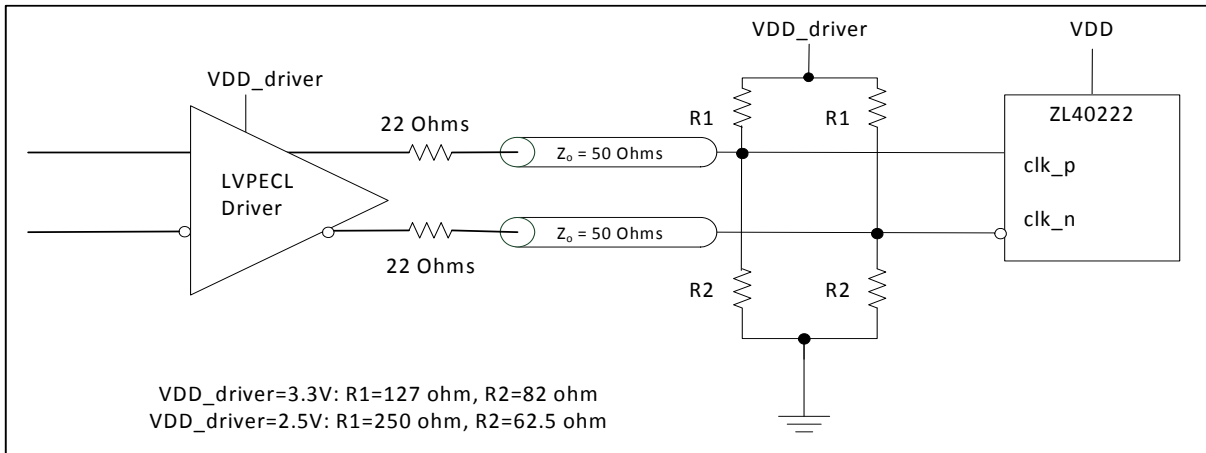 VDD_driver
VDD
VDD_driver
22 Ohms
R1
R1
ZL40222
Zo = 50 Ohms
clk_p
LVPECL
Driver
clk_n
Zo = 50 Ohms
22 Ohms
R2
R2
VDD_driver=3.3V: R1=127 ohm, R2=82 ohm
VDD_driver=2.5V: R1=250 ohm, R2=62.5 ohm